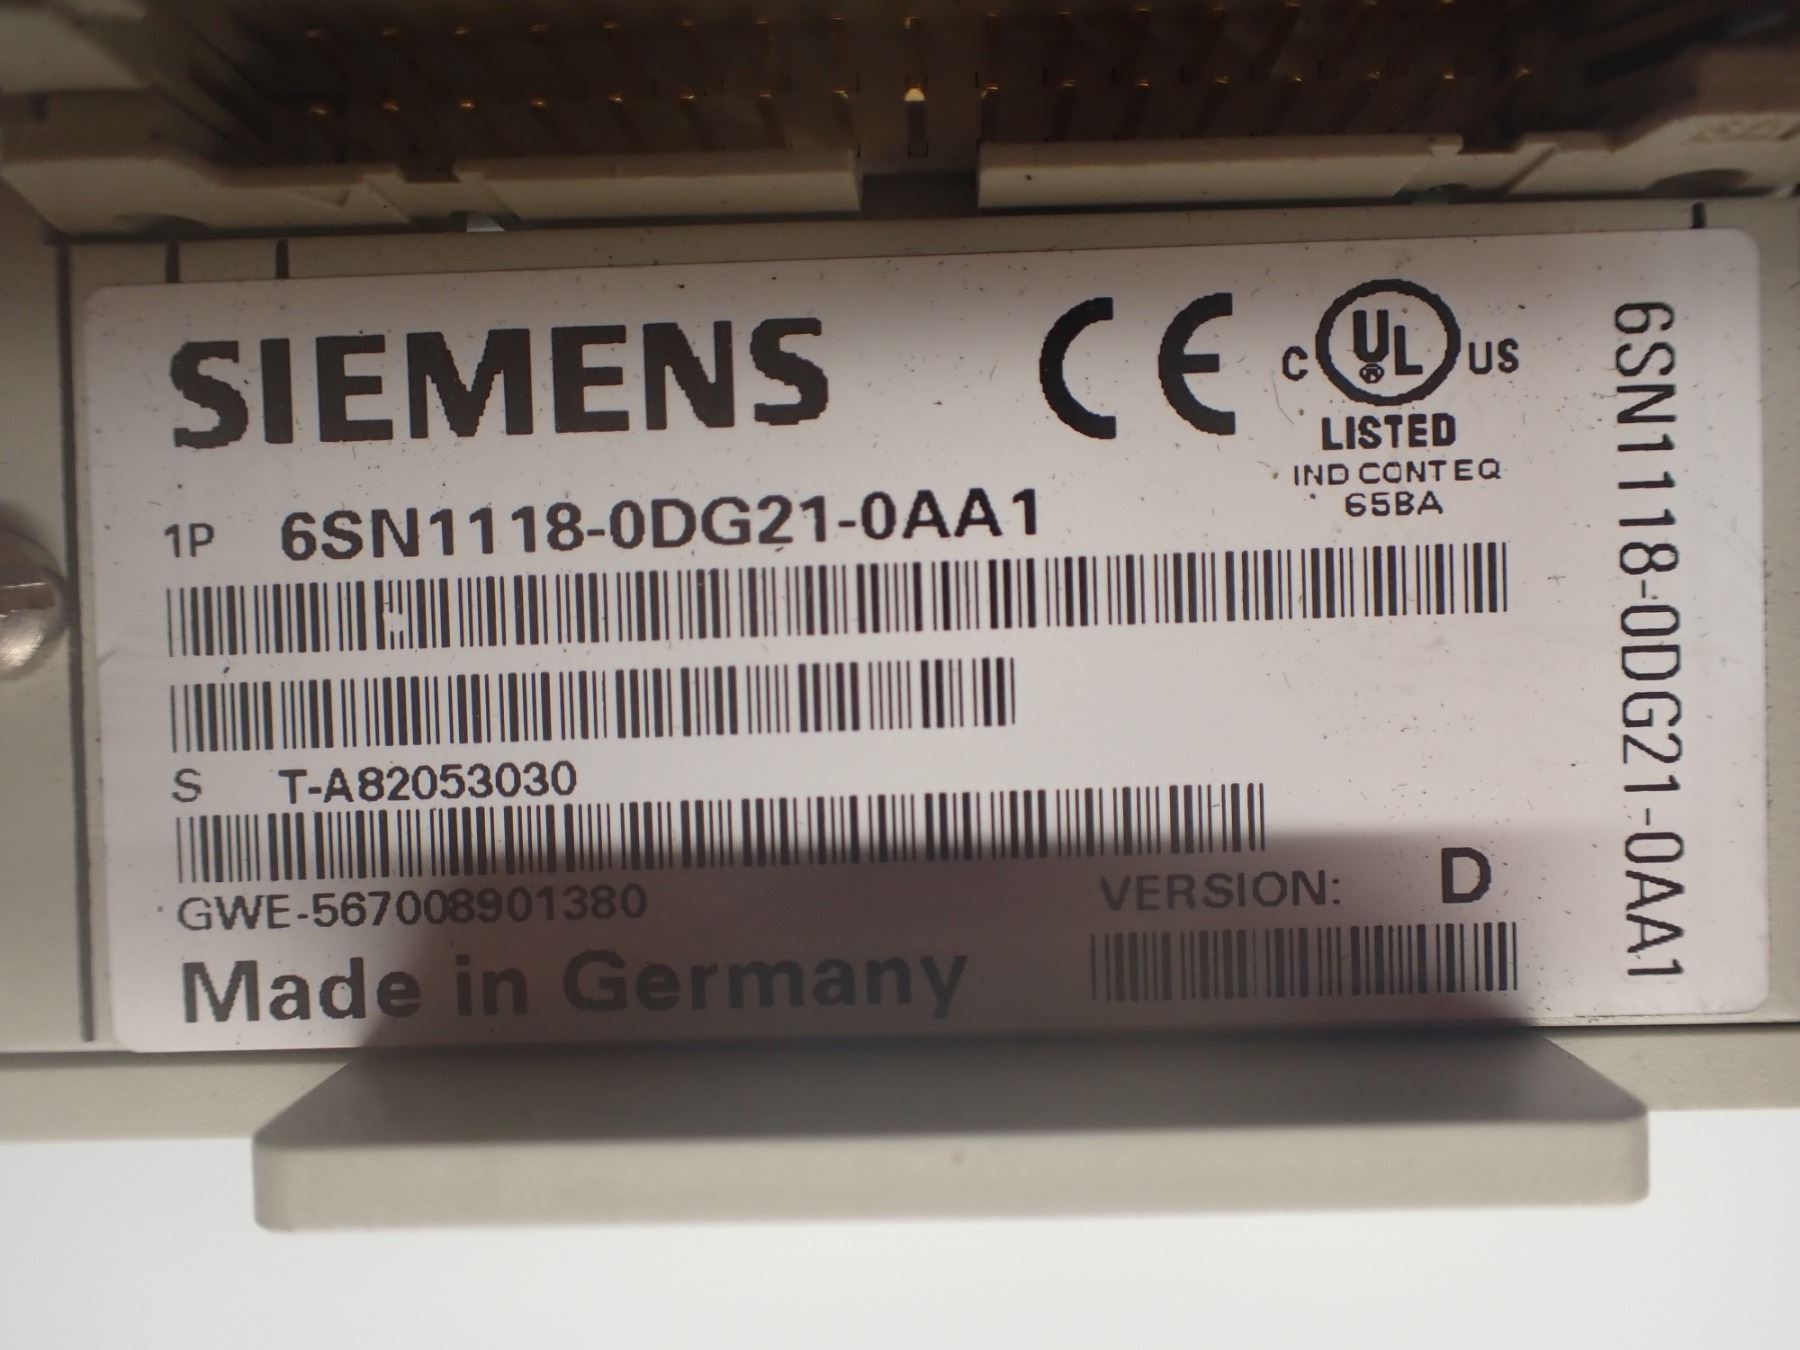 SIEMENS
CE
C UL ® US
LISTED
IND CONT EQ
65BA
1P 6SN1118-0DG21-0AA1
S T-A82053030
GWE-567008901380
VERSION: D
Made in Germany
6SN1118-0DG21-0AA1